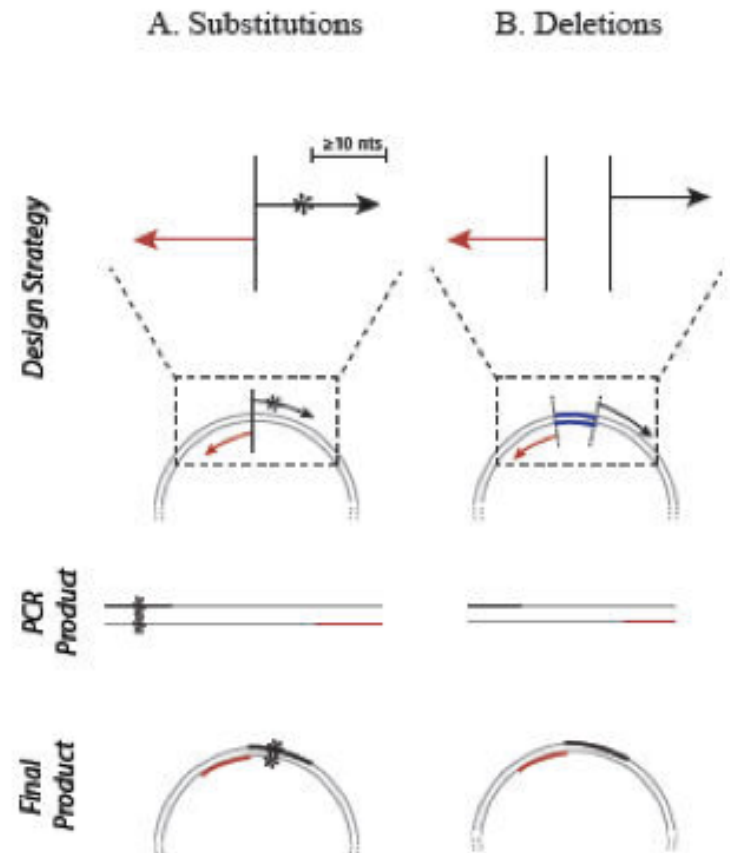 A. Substitutions
B. Deletions
≥10 nts
Design Strategy
PCR
Product
Final
Product